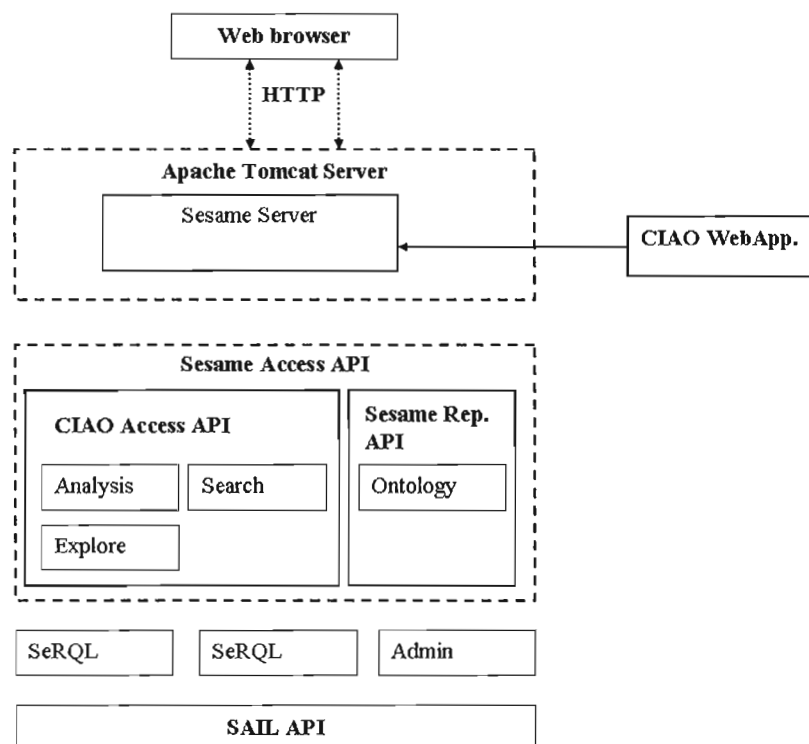 Web browser
HTTP
Apache Tomcat Server
Sesame Server
CIAO WebApp.
Sesame Access API
CIAO Access API
Sesame Rep.
API
Analysis
Search
Ontology
Explore
SeRQL
SeRQL
Admin
SAIL API